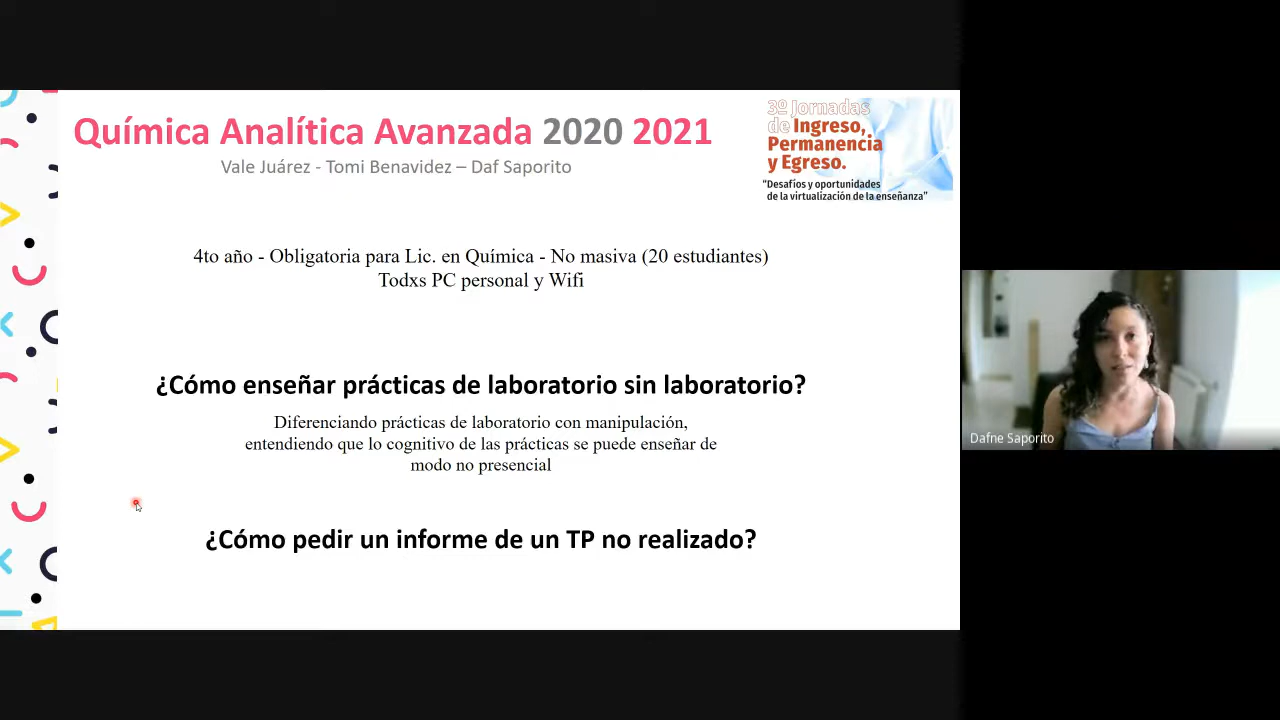 Química Analítica Avanzada 2020 2021
Vale Juárez - Tomi Benavidez – Daf Saporito
3º Jornadas
de Ingreso,
Permanencia
y Egreso.
"Desafíos y oportunidades
de la virtualización de la enseñanza"
4to año - Obligatoria para Lic. en Química - No masiva (20 estudiantes)
Todxs PC personal y Wifi
¿Cómo enseñar prácticas de laboratorio sin laboratorio?
Diferenciando prácticas de laboratorio con manipulación,
entendiendo que lo cognitivo de las prácticas se puede enseñar de
modo no presencial
¿Cómo pedir un informe de un TP no realizado?
Dafne Saporito